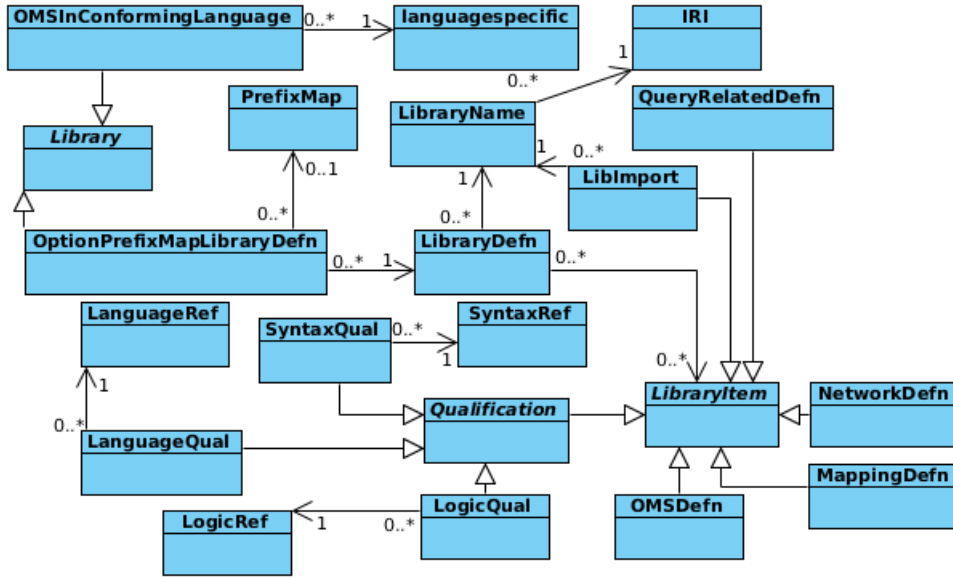 OMSInConformingLanguage
0..*
1
languagespecific
IRI
1
0..*
PrefixMap
LibraryName
QueryRelatedDefn
Library
0..1
1
1
0..*
LibImport
0..*
0..*
OptionPrefixMapLibraryDefn
0..*
1
LibraryDefn
0..*
LanguageRef
SyntaxQual
0..*
1
SyntaxRef
0..*
1
LibraryItem
NetworkDefn
Qualification
0..*
LanguageQual
MappingDefn
LogicRef
1
0..*
LogicQual
OMSDefn